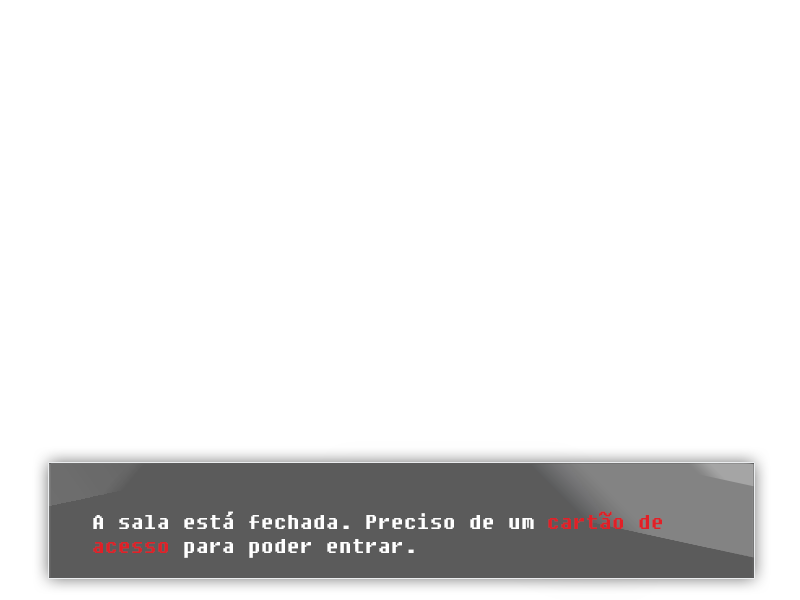 A sala está fechada. Preciso de um cartão de
acesso para poder entrar.